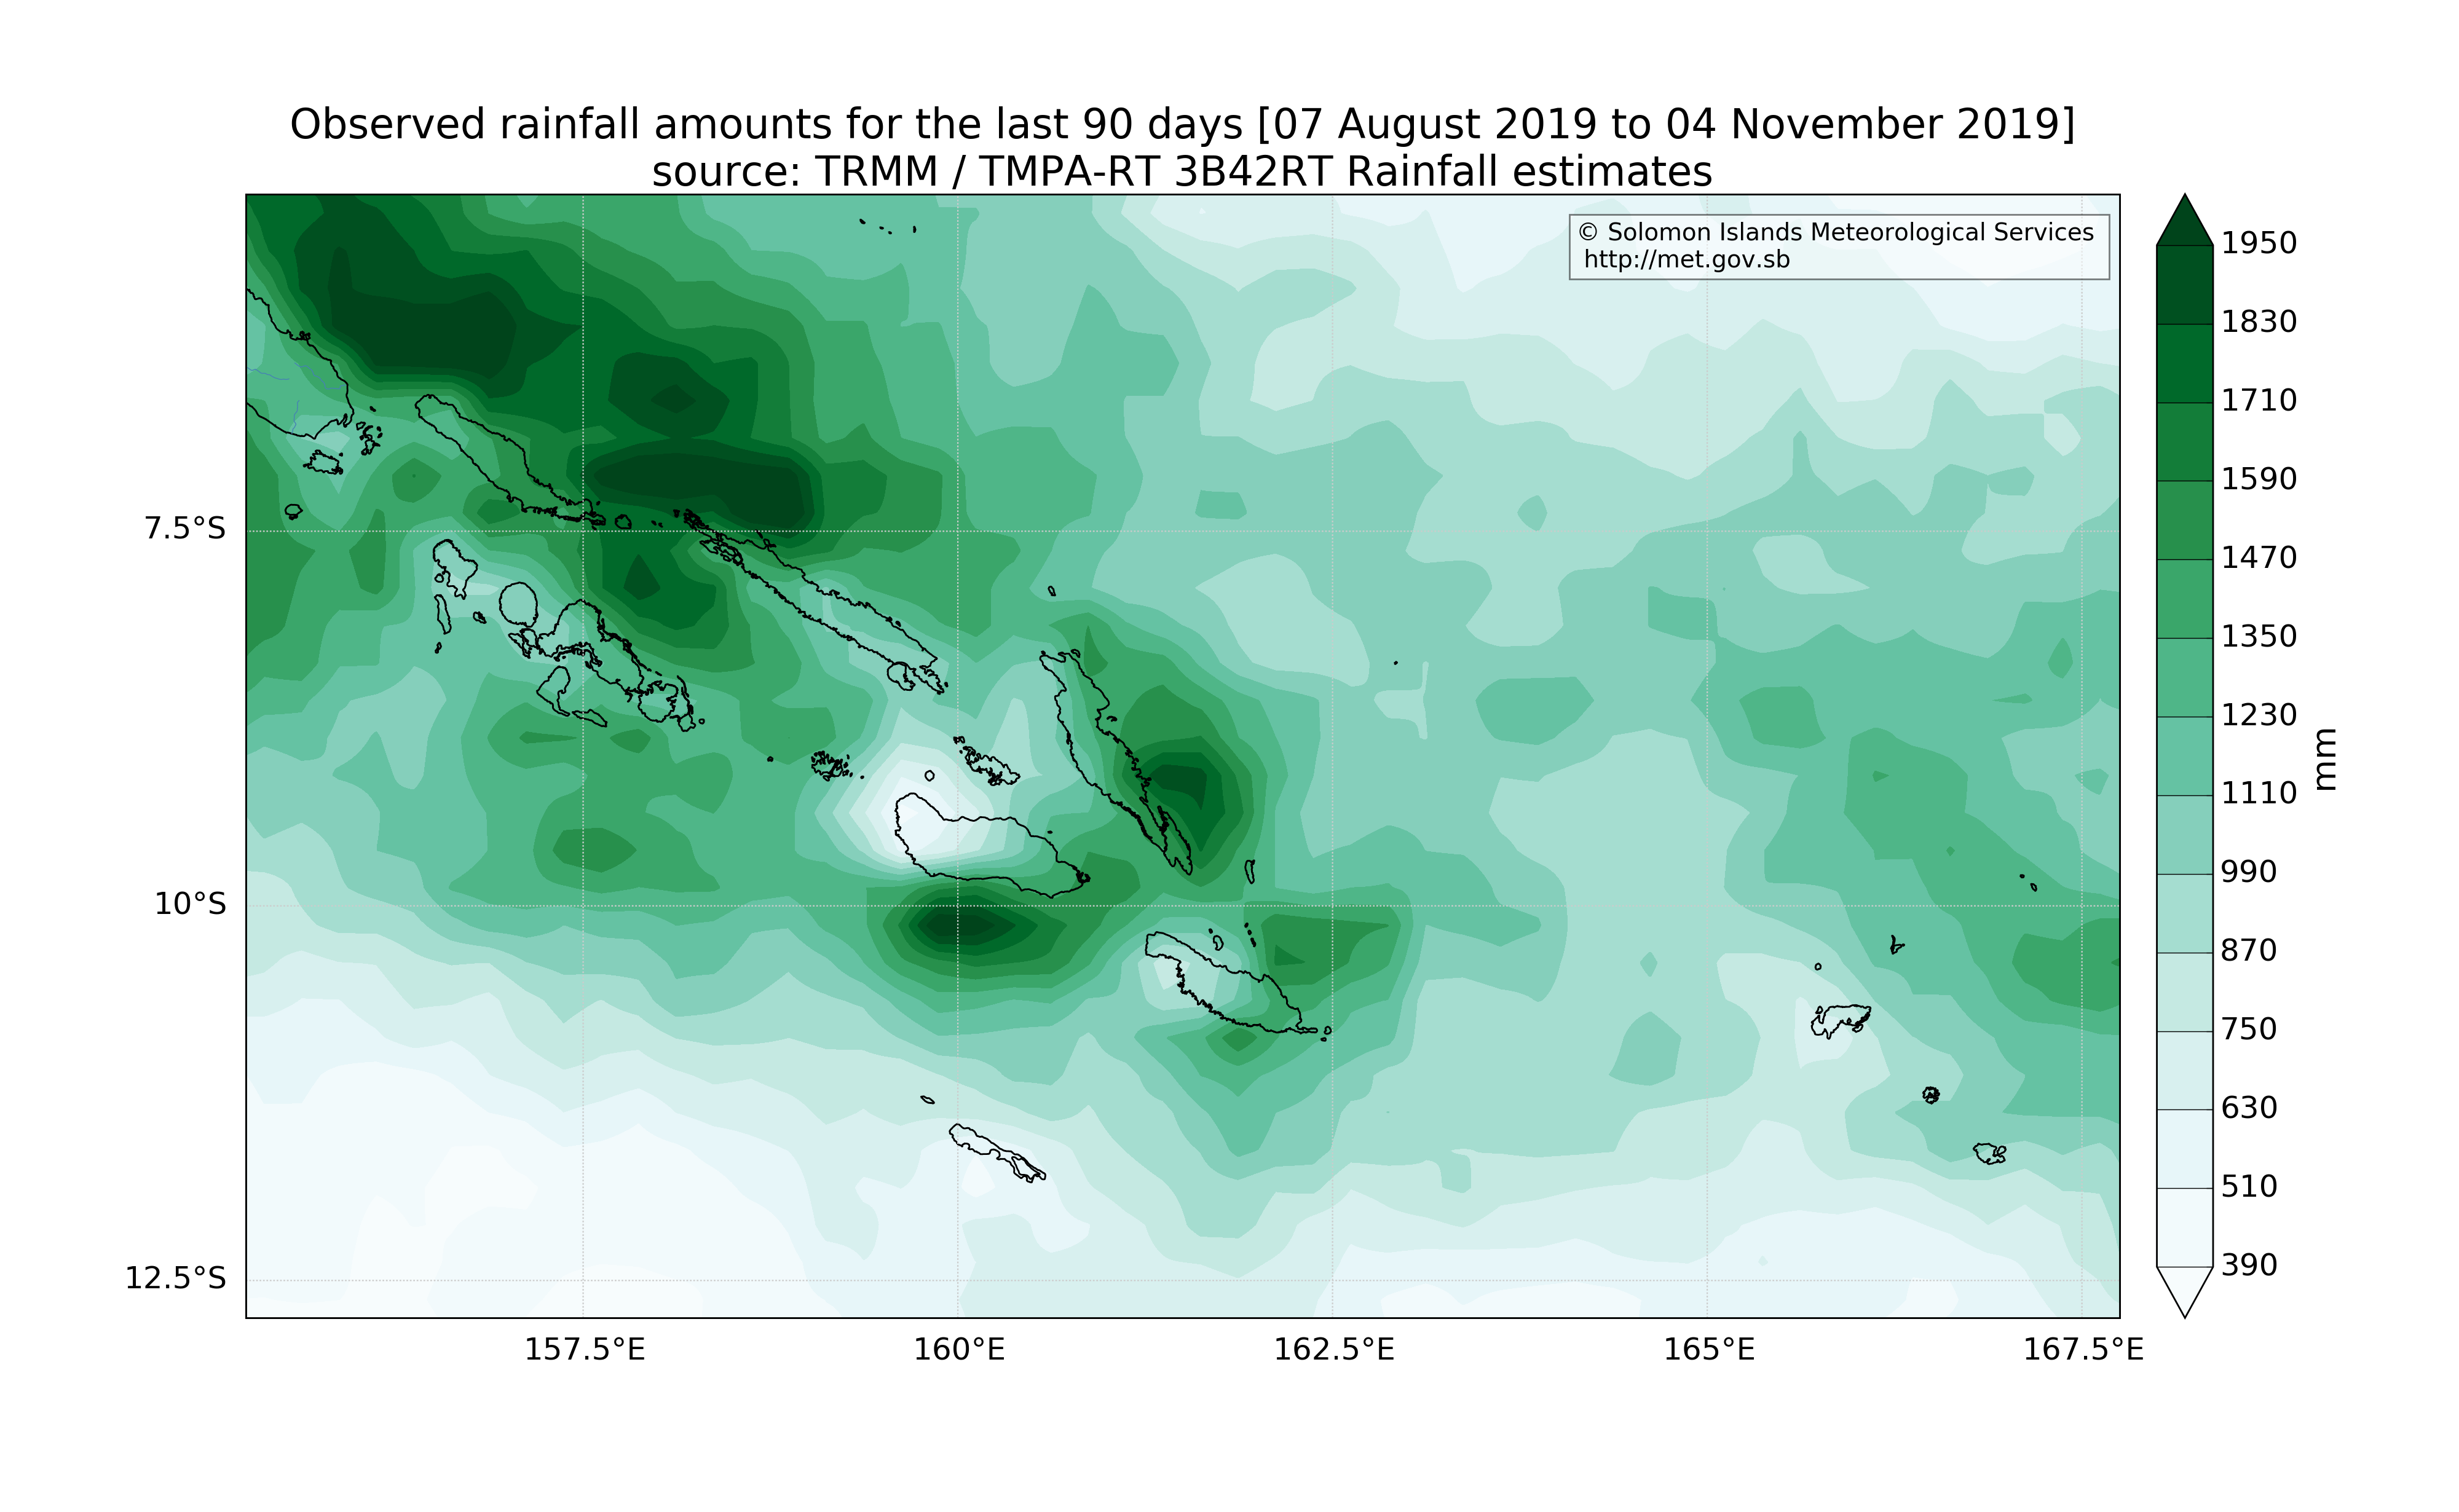 Observed rainfall amounts for the last 90 days [07 August 2019 to 04 November 2019]
source: TRMM / TMPA-RT 3B42RT Rainfall estimates
© Solomon Islands Meteorological Services
http://met.gov.sb
7.5°S
10°S
12.5°S
157.5°E
160°E
162.5°E
165°E
167.5°E
1950
1830
1710
1590
1470
1350
1230
1110
990
870
750
630
510
390
mm